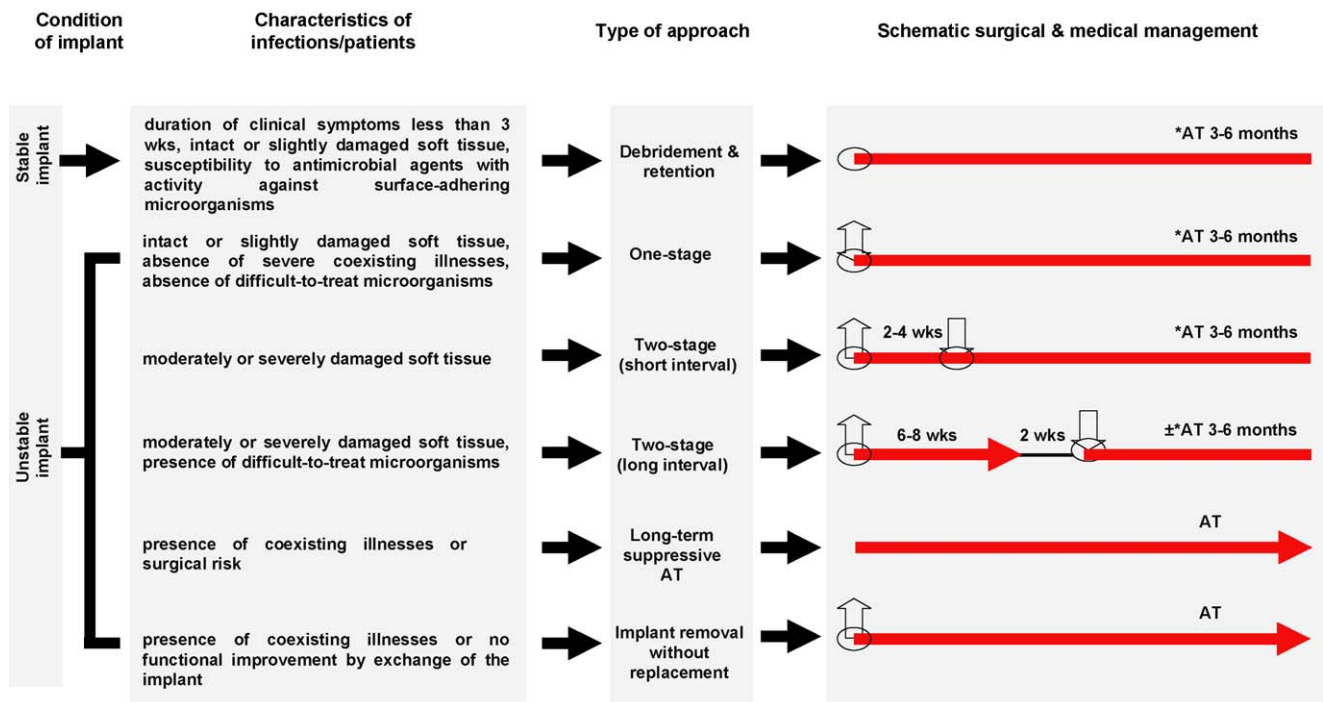 Condition
of implant
Characteristics of
infections/patients
Type of approach
Schematic surgical & medical management
Stable
implant
duration of clinical symptoms less than 3
wks, intact or slightly damaged soft tissue,
susceptibility to antimicrobial agents with
activity against surface-adhering
microorganisms
Debridement &
retention
*AT 3-6 months
Unstable
implant
intact or slightly damaged soft tissue,
absence of severe coexisting illnesses,
absence of difficult-to-treat microorganisms
One-stage
*AT 3-6 months
moderately or severely damaged soft tissue
Two-stage
(short interval)
2-4 wks
*AT 3-6 months
moderately or severely damaged soft tissue,
presence of difficult-to-treat microorganisms
Two-stage
(long interval)
6-8 wks
2 wks
±*AT 3-6 months
presence of coexisting illnesses or
surgical risk
Long-term
suppressive
AT
AT
presence of coexisting illnesses or no
functional improvement by exchange of the
implant
Implant removal
without
replacement
AT